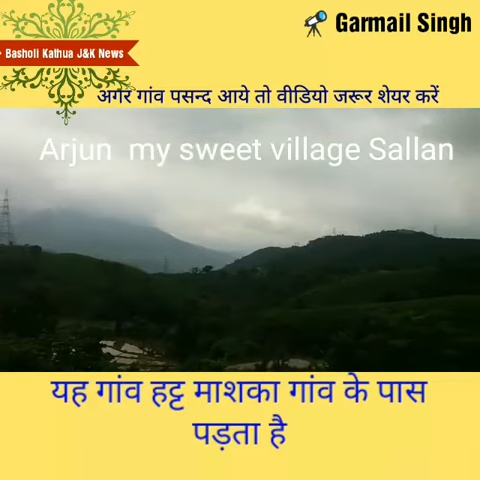 Garmail Singh
Basholi Kathua J&K News
अगर गांव पसन्द आये तो वीडियो जरूर शेयर करें
Arjun my sweet village Sallan
यह गांव हट्ट माशका गांव के पास
पड़ता है